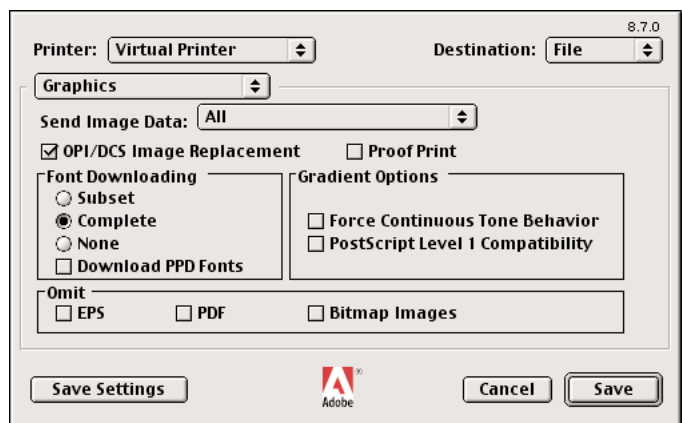 8.7.0
Printer: Virtual Printer Destination: File
Graphics
Send Image Data: All
OPI/DCS Image Replacement Proof Print
Font Downloading Gradient Options
Subset
Complete Force Continuous Tone Behavior
None PostScript Level 1 Compatibility
Download PPD Fonts
Omit
EPS PDF Bitmap Images
Save Settings Adobe® Cancel Save